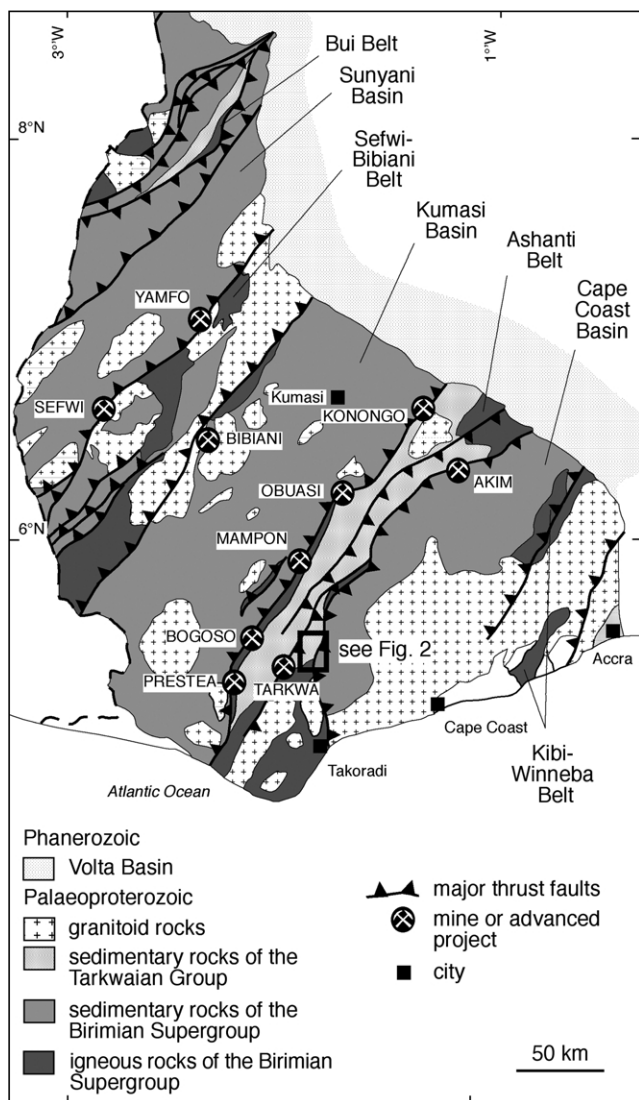 3°W
1°W
8°N
6°N
Bui Belt
Sunyani
Basin
Sefwi-
Bibiani
Belt
Kumasi
Basin
Ashanti
Belt
Cape
Coast
Basin
YAMFO
SEFWI
BIBIANI
Kumasi
KONONGO
AKIM
OBUASI
MAMPON
BOGOSO
see Fig. 2
PRESTEA
TARKWA
Accra
Cape Coast
Takoradi
Kibi-
Winneba
Belt
Atlantic Ocean
Phanerozoic
Volta Basin
Palaeoproterozoic
granitoid rocks
sedimentary rocks of the
Tarkwaian Group
sedimentary rocks of the
Birimian Supergroup
igneous rocks of the Birimian
Supergroup
major thrust faults
mine or advanced
project
city
50 km